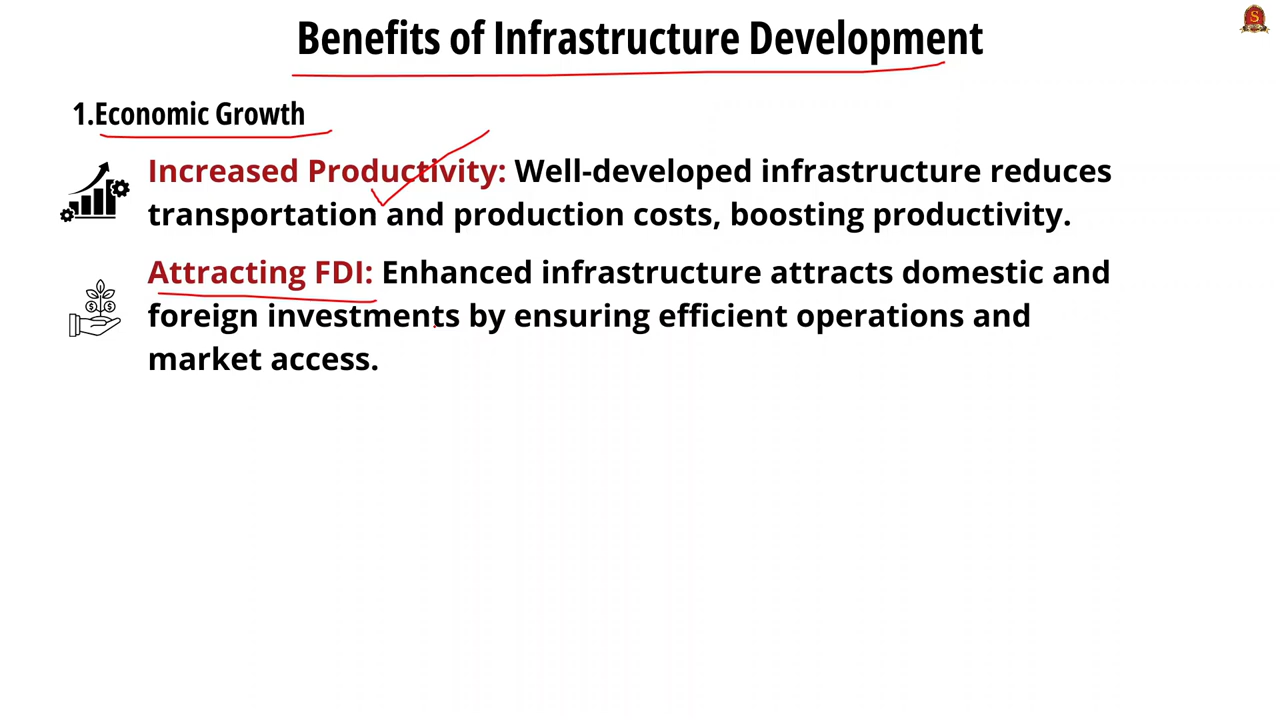 Benefits of Infrastructure Development
1.Economic Growth
Increased Productivity: Well-developed infrastructure reduces
transportation and production costs, boosting productivity.
Attracting FDI: Enhanced infrastructure attracts domestic and
foreign investments by ensuring efficient operations and
market access.